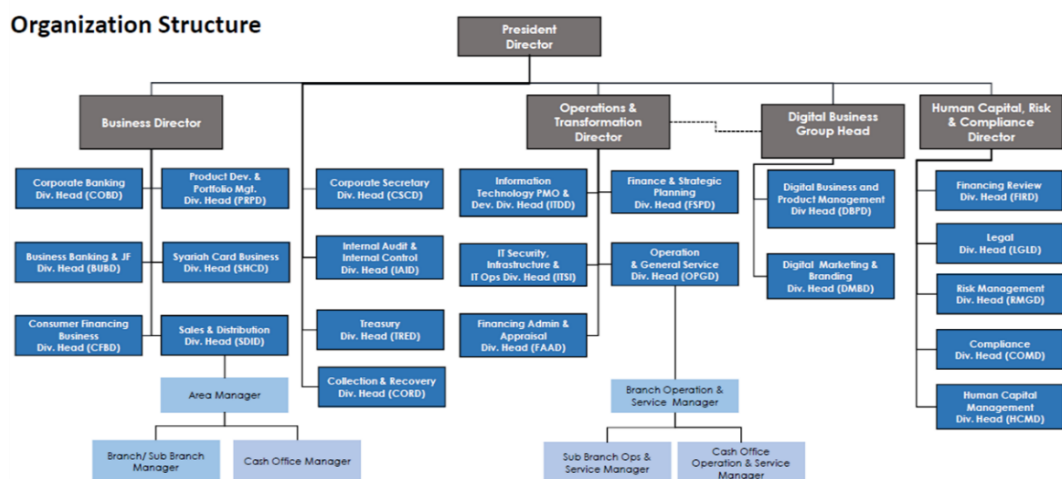 Organization Structure
President
Director
Business Director
Operations &
Transformation
Director
Digital Business
Group Head
Human Capital, Risk
& Compliance
Director
Corporate Banking
Div. Head (COBD)
Product Dev. &
Portfolio Mgt.
Div. Head (PRPD)
Business Banking & JF
Div. Head (BUBD)
Syariah Card Business
Div. Head (SHCD)
Consumer Financing
Business
Div. Head (CFBD)
Sales & Distribution
Div. Head (SDID)
Area Manager
Branch/ Sub Branch
Manager
Cash Office Manager
Corporate Secretary
Div. Head (CSCD)
Internal Audit &
Internal Control
Div. Head (IAID)
Treasury
Div. Head (TRED)
Collection & Recovery
Div. Head (CORD)
Information
Technology PMO &
Dev. Div. Head (ITDD)
Finance & Strategic
Planning
Div. Head (FSPD)
IT Security,
Infrastructure &
IT Ops Div. Head (ITSI)
Operation
& General Service
Div. Head (OPGD)
Financing Admin &
Appraisal
Div. Head (FAAD)
Branch Operation &
Service Manager
Sub Branch Ops &
Service Manager
Cash Office
Operation & Service
Manager
Digital Business and
Product Management
Div Head (DBPD)
Digital Marketing &
Branding
Div. Head (DMBD)
Financing Review
Div. Head (FIRD)
Legal
Div. Head (LGLD)
Risk Management
Div. Head (RMGD)
Compliance
Div. Head (COMD)
Human Capital
Management
Div. Head (HCMD)